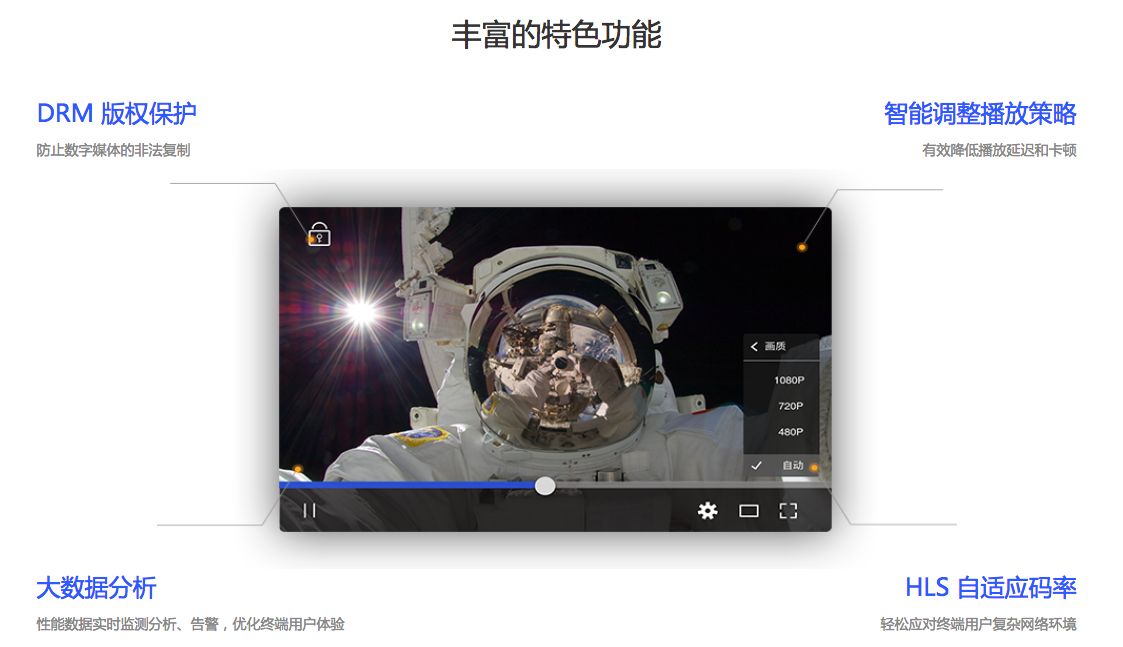 丰富的特色功能
DRM 版权保护
智能调整播放策略
防止数字媒体的非法复制
有效降低播放延迟和卡顿
画质
1080P
720P
480P
自动
大数据分析
HLS 自适应码率
性能数据实时监测分析、告警，优化终端用户体验
轻松应对终端用户复杂网络环境